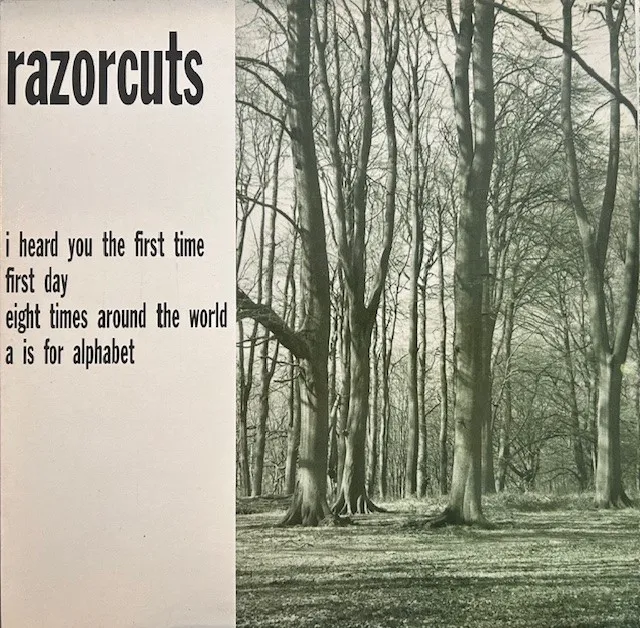 razorcuts
i heard you the first time
first day
eight times around the world
a is for alphabet